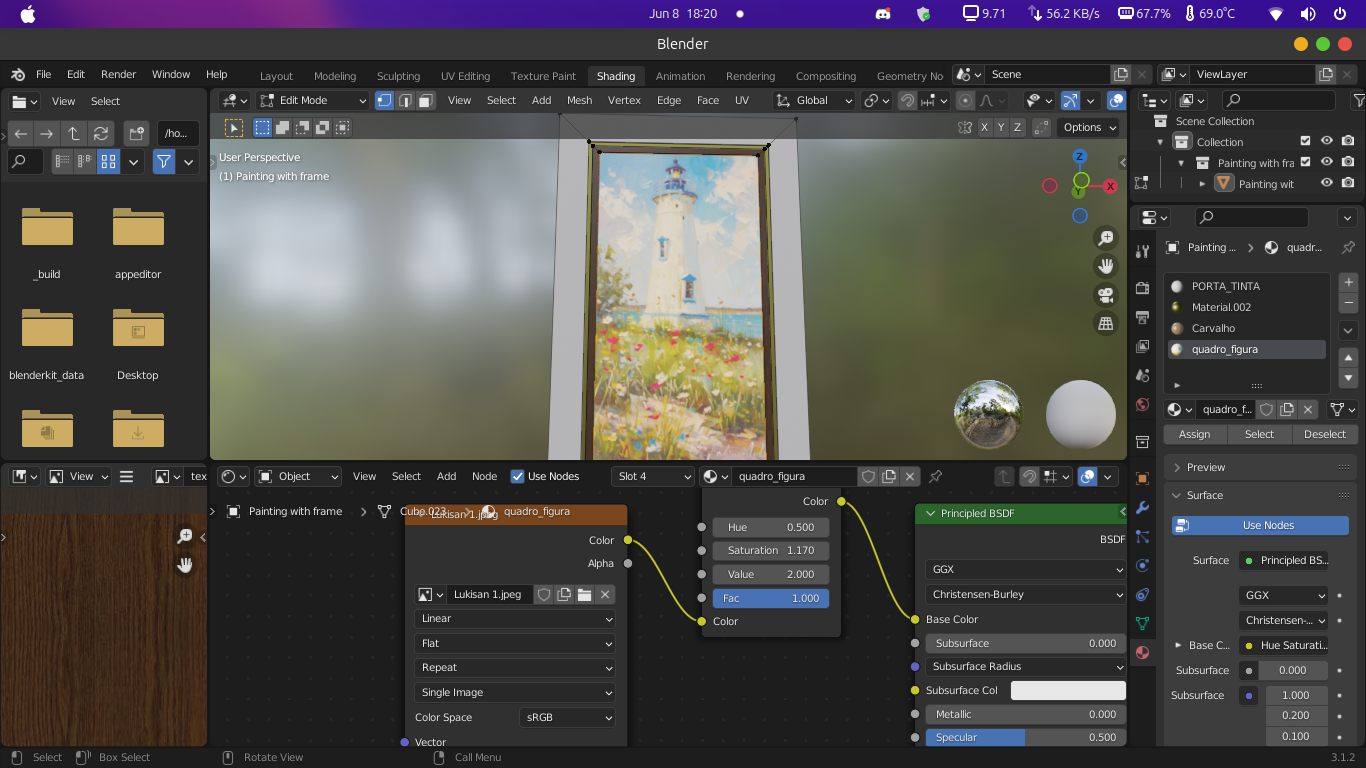 Jun 8 18:20
9.71
56.2 KB/s
67.7%
69.0°C
Blender
File Edit Render Window Help
Layout Modeling Sculpting UV Editing Texture Paint Shading Animation Rendering Compositing Geometry No
Scene
ViewLayer
View Select
/ho...
_build
appeditor
blenderkit_data
Desktop
Edit Mode
View Select Add Mesh Vertex Edge Face UV
Global
X Y Z
Options
User Perspective
(1) Painting with frame
Z
X
Y
Scene Collection
Collection
Painting with fra
Painting wit
Painting ...
quadr...
PORTA_TINTA
Material.002
Carvalho
quadro_figura
quadro_f...
Assign Select Deselect
Preview
Surface
Use Nodes
Surface
Principled BS...
GGX
Christensen-...
Base C...
Hue Saturati...
Subsurface
0.000
Subsurface
1.000
0.200
0.100
View
tex
Object
View Select Add Node
Use Nodes
Slot 4
quadro_figura
Painting with frame
Cube.023
quadro_figura
Lukisan 1.jpeg
Color
Alpha
Lukisan 1.jpeg
Linear
Flat
Repeat
Single Image
Color Space
sRGB
Vector
Color
Hue 0.500
Saturation 1.170
Value 2.000
Fac 1.000
Color
Principled BSDF
BSDF
GGX
Christensen-Burley
Base Color
Subsurface 0.000
Subsurface Radius
Subsurface Col
Metallic 0.000
Specular 0.500
Select
Box Select
Rotate View
Call Menu
3.1.2